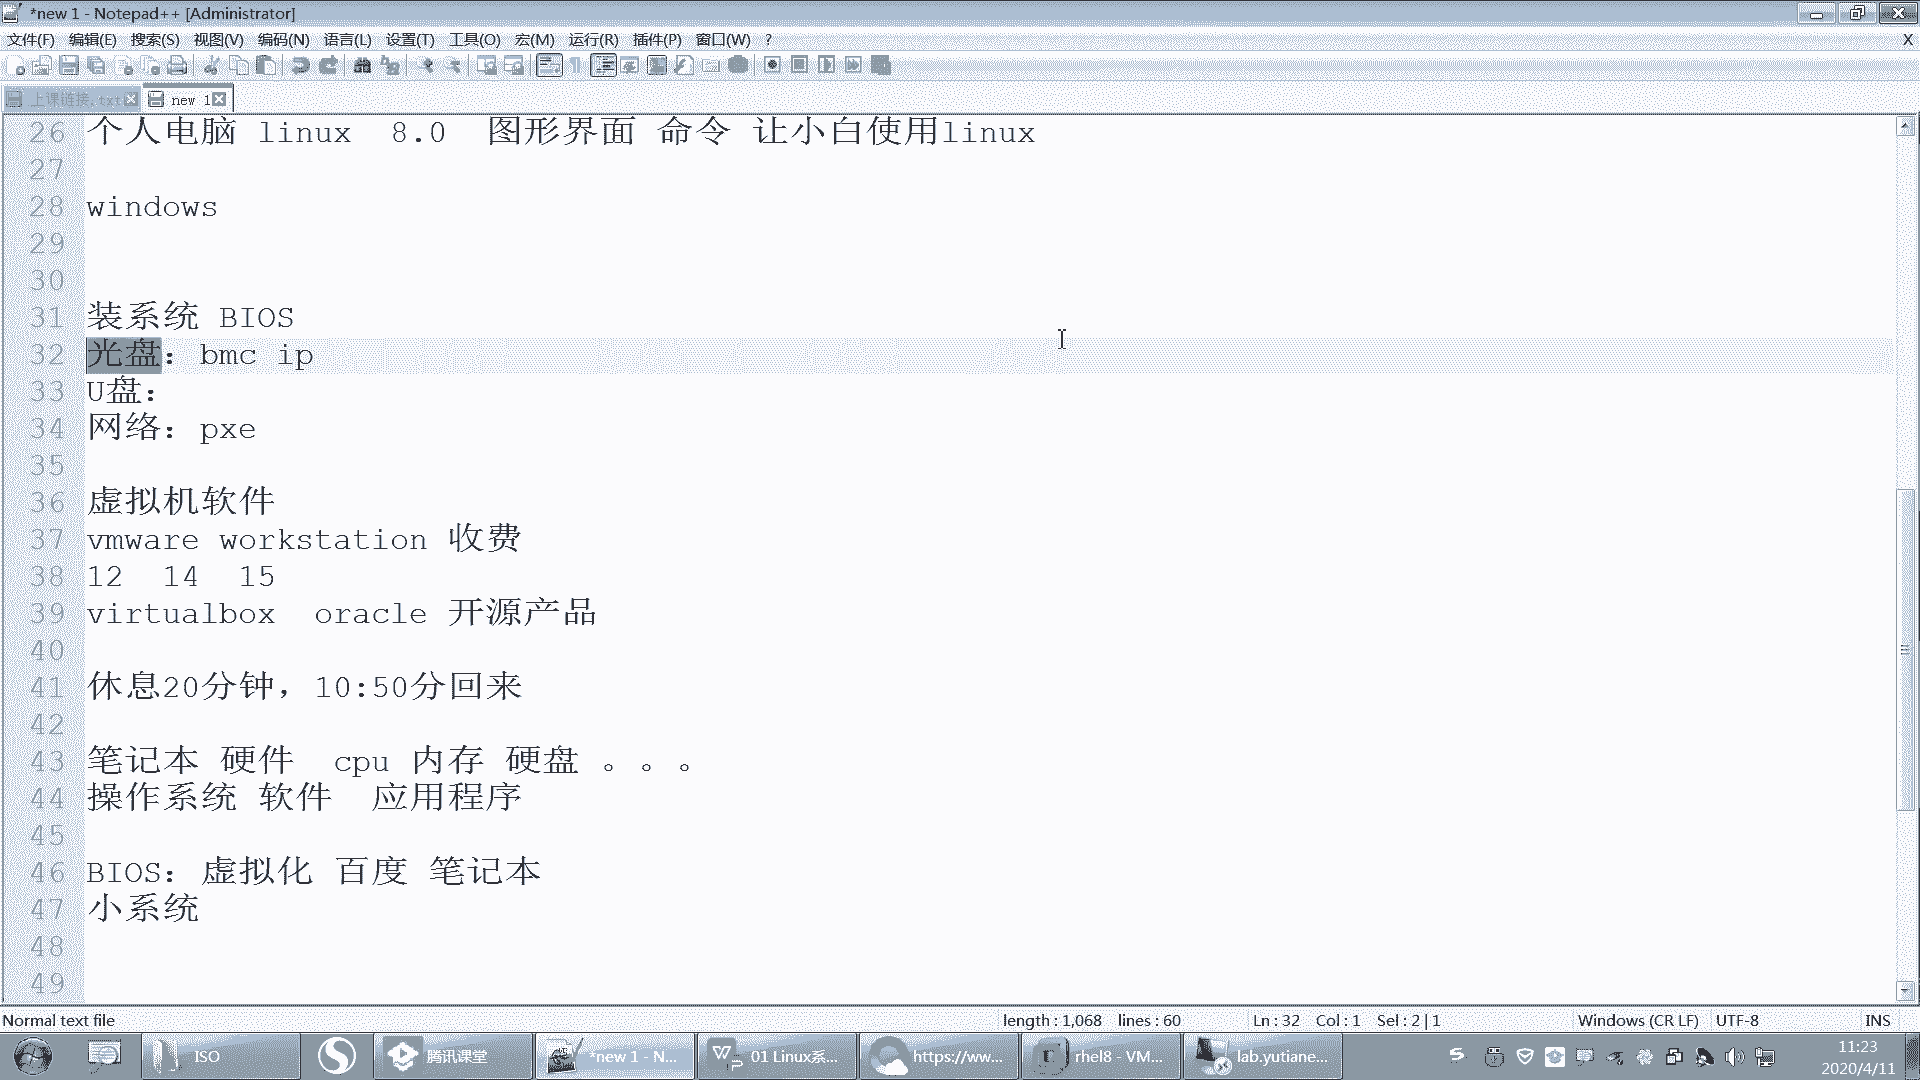 *new 1 - Notepad++ [Administrator]
文件(F) 编辑(E) 搜索(S) 视图(V) 编码(N) 语言(L) 设置(T) 工具(O) 宏(M) 运行(R) 插件(P) 窗口(W) ? X
上课链接.txt new 1
26 个人电脑 linux 8.0 图形界面 命令 让小白使用linux
27
28 windows
29
30
31 装系统 BIOS
32 光盘：bmc ip
33 U盘：
34 网络：pxe
35
36 虚拟机软件
37 vmware workstation 收费
38 12 14 15
39 virtualbox oracle 开源产品
40
41 休息20分钟，10:50分回来
42
43 笔记本 硬件 cpu 内存 硬盘 。。。
44 操作系统 软件 应用程序
45
46 BIOS：虚拟化 百度 笔记本
47 小系统
48
49
Normal text file length : 1,068 lines : 60 Ln : 32 Col : 1 Sel : 2 | 1 Windows (CR LF) UTF-8 INS
ISO 腾讯课堂 *new 1 - N... 01 Linux系... https://ww... rhel8 - VM... lab.yutiane... 11:23
2020/4/11